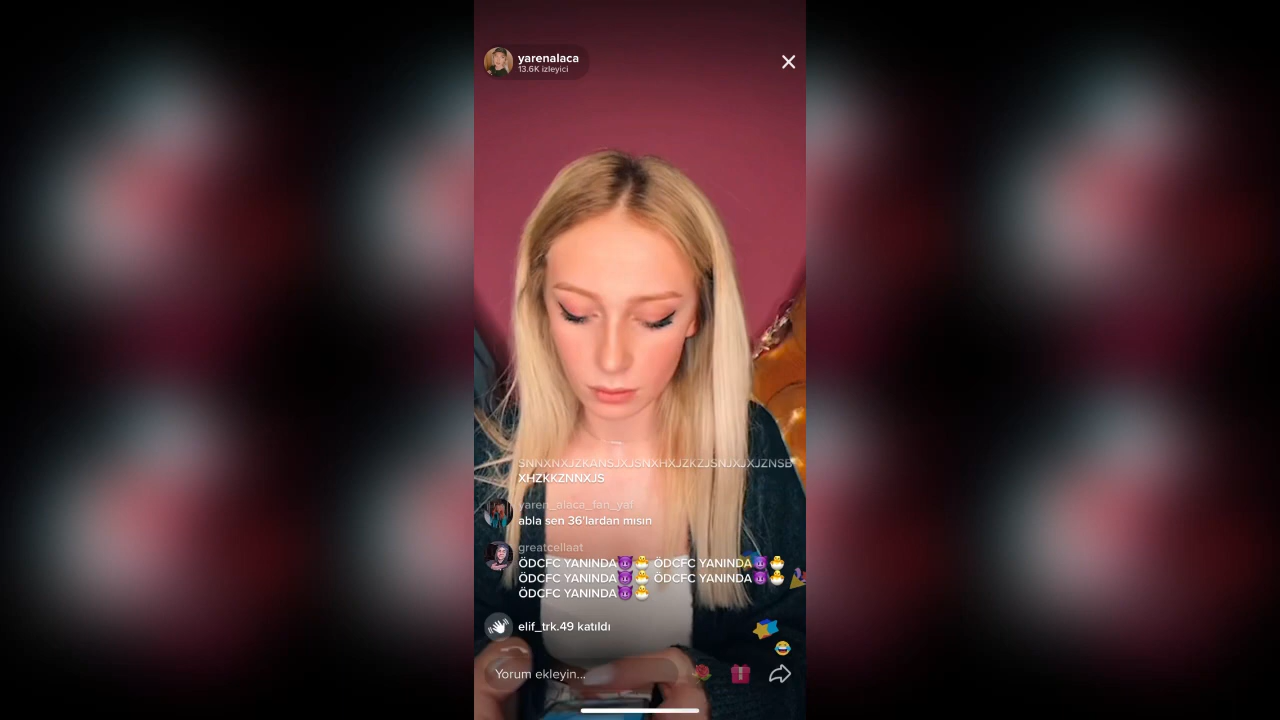 yarenalaca
13.6K izleyici
SNNXNXJZKANSJXJSNXHXJZKZJSNJXJXJZNSB
XHZKKZNNXJS
yaren_alaca_fan_yaf
abla sen 36'lardan mısın
greatcellaat
ÖDCFC YANINDA😈🐣 ÖDCFC YANINDA😈🐣
ÖDCFC YANINDA😈🐣 ÖDCFC YANINDA😈🐣
ÖDCFC YANINDA😈🐣
elif_trk.49 katıldı
Yorum ekleyin...